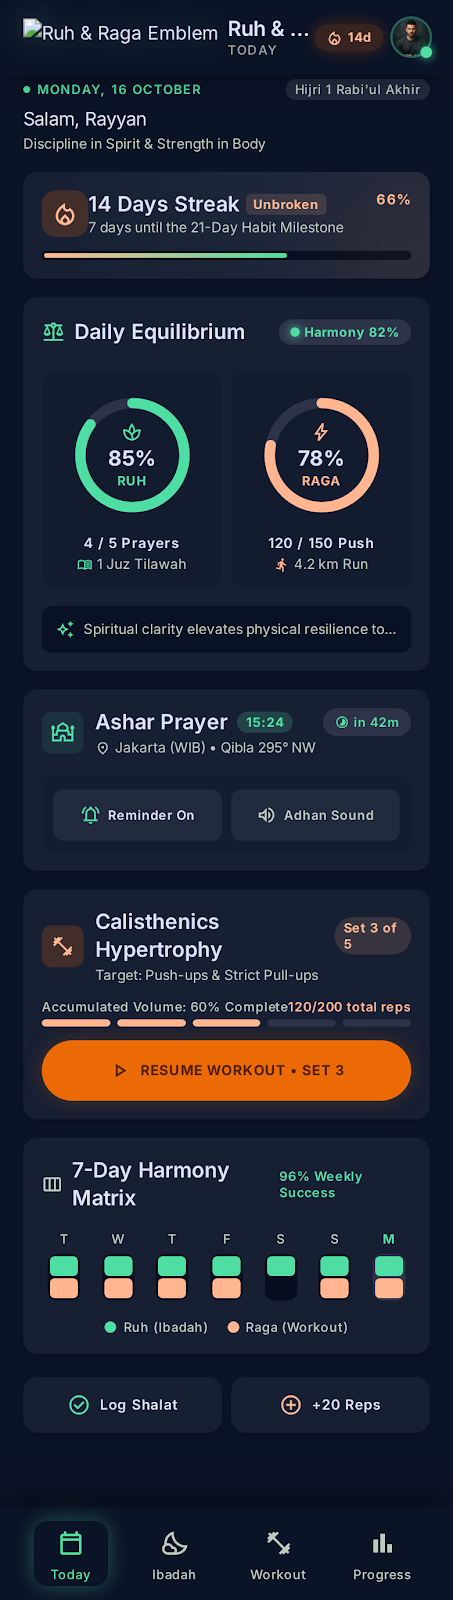 Ruh & Raga Emblem
Ruh & ...
TODAY
14d
MONDAY, 16 OCTOBER
Hijri 1 Rabi'ul Akhir
Salam, Rayyan
Discipline in Spirit & Strength in Body
14 Days Streak
Unbroken
66%
7 days until the 21-Day Habit Milestone
Daily Equilibrium
Harmony 82%
85%
RUH
4 / 5 Prayers
1 Juz Tilawah
78%
RAGA
120 / 150 Push
4.2 km Run
Spiritual clarity elevates physical resilience to...
Ashar Prayer
15:24
in 42m
Jakarta (WIB) • Qibla 295° NW
Reminder On
Adhan Sound
Calisthenics
Hypertrophy
Set 3 of
5
Target: Push-ups & Strict Pull-ups
Accumulated Volume: 60% Complete
120/200 total reps
RESUME WORKOUT • SET 3
7-Day Harmony
Matrix
96% Weekly
Success
T W T F S S M
Ruh (Ibadah)
Raga (Workout)
Log Shalat
+20 Reps
Today
Ibadah
Workout
Progress